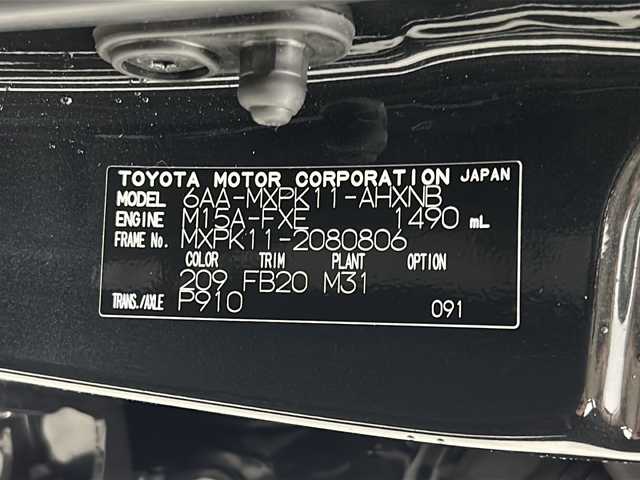 TOYOTA MOTOR CORPORATION JAPAN
MODEL 6AA-MXPK11-AHXNB
ENGINE M15A-FXE 1490 mL
FRAME No. MXPK11-2080806
COLOR TRIM PLANT OPTION
209 FB20 M31
TRANS./AXLE P910 091